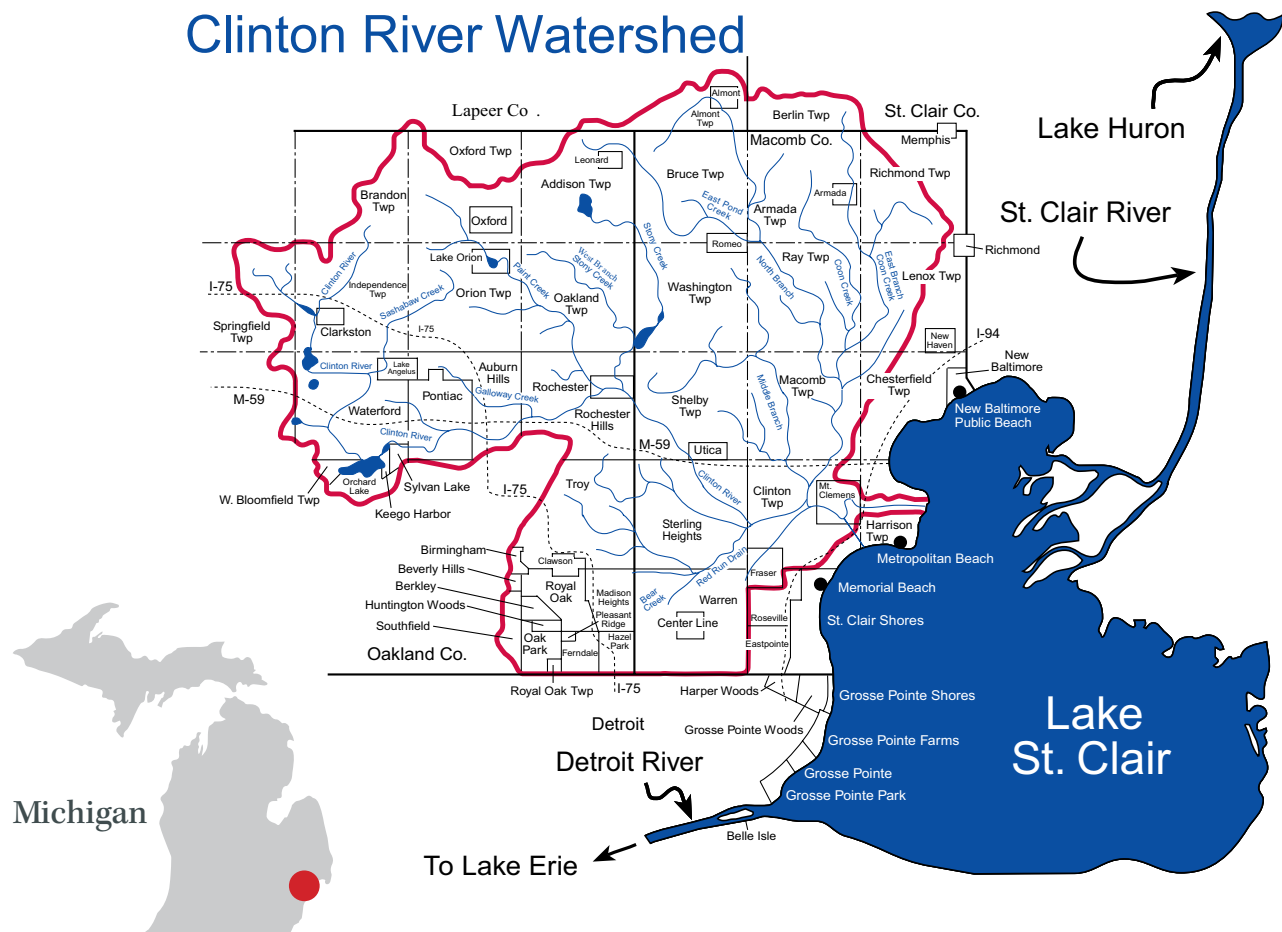 Clinton River Watershed
Lapeer Co .
Almont
Almont
Twp
Berlin Twp
St. Clair Co.
Memphis
Lake Huron
Oxford Twp
Leonard
Macomb Co.
Addison Twp
Bruce Twp
Richmond Twp
Brandon
Twp
Armada
Oxford
East Pond
Creek
Armada
Twp
St. Clair River
Romeo
Richmond
Clinton River
Lake Orion
West Branch
Stony Creek
Stony Creek
Ray Twp
North Branch
Coon Creek
East Branch
Coon Creek
Lenox Twp
I-75
Independence
Twp
Sashabaw Creek
Orion Twp
Paint Creek
Oakland
Twp
Washington
Twp
Springfield
Twp
Clarkston
I-75
New
Haven
I-94
New
Baltimore
Clinton River
Lake
Angelus
Auburn
Hills
Rochester
Macomb
Twp
Middle Branch
Chesterfield
Twp
M-59
Pontiac
Galloway Creek
Waterford
Rochester
Hills
Shelby
Twp
New Baltimore
Public Beach
Clinton River
M-59
Utica
W. Bloomfield Twp
Orchard
Lake
Sylvan Lake
Keego Harbor
I-75
Troy
Clinton River
Clinton
Twp
Mt.
Clemens
Sterling
Heights
Harrison
Twp
Birmingham
Clawson
Red Run Drain
Fraser
Metropolitan Beach
Beverly Hills
Royal
Oak
Bear
Creek
Memorial Beach
Berkley
Madison
Heights
Warren
Huntington Woods
Pleasant
Ridge
Center Line
Roseville
St. Clair Shores
Southfield
Oak
Park
Ferndale
Hazel
Park
Eastpointe
Oakland Co.
Royal Oak Twp
I-75
Harper Woods
Grosse Pointe Shores
Detroit
Grosse Pointe Woods
Lake
St. Clair
Grosse Pointe Farms
Detroit River
Grosse Pointe
Grosse Pointe Park
Michigan
Belle Isle
To Lake Erie